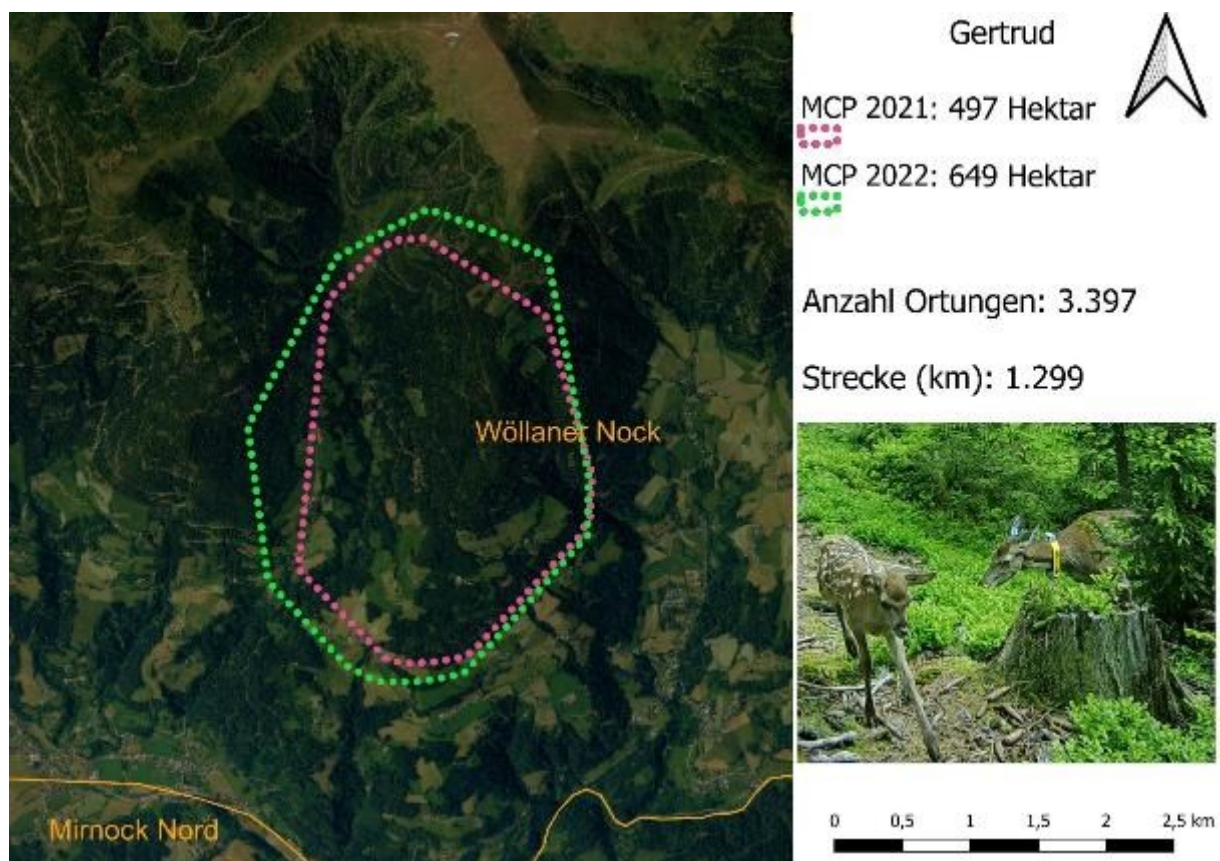 Gertrud
MCP 2021: 497 Hektar
MCP 2022: 649 Hektar
Anzahl Ortungen: 3.397
Strecke (km): 1.299
Wöllaner Nock
Mirnock Nord
0 0,5 1 1,5 2 2,5 km